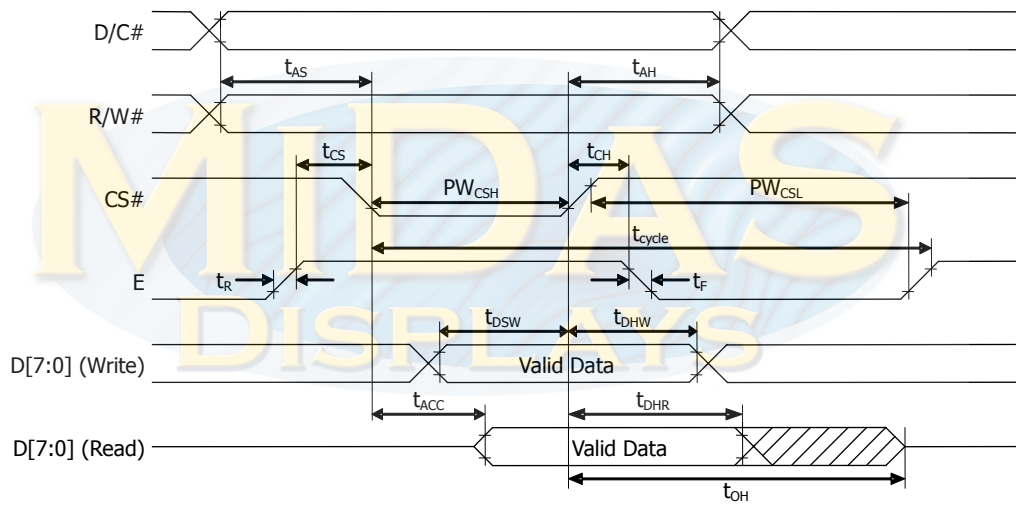 D/C#
tAS
tAH
R/W#
tCS
tCH
CS#
PWCSH
PWCSL
tcycle
E
tR
tF
tDSW
tDHW
D[7:0] (Write)
Valid Data
tACC
tDHR
D[7:0] (Read)
Valid Data
tOH
MIDAS
DISPLAYS